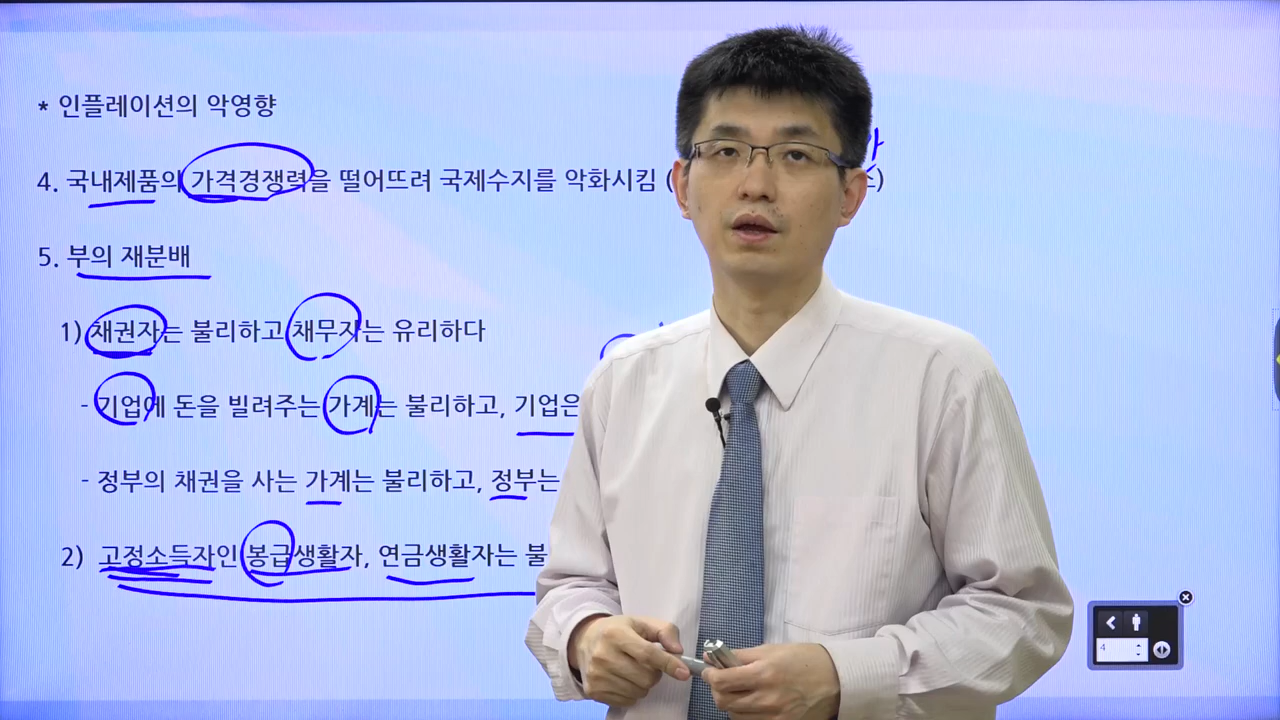 * 인플레이션의 악영향
4. 국내제품의 가격경쟁력을 떨어뜨려 국제수지를 악화시킴 (
5. 부의 재분배
1) 채권자는 불리하고 채무자는 유리하다
- 기업에 돈을 빌려주는 가계는 불리하고, 기업은
- 정부의 채권을 사는 가계는 불리하고, 정부는
2) 고정소득자인 봉급생활자, 연금생활자는 불
4